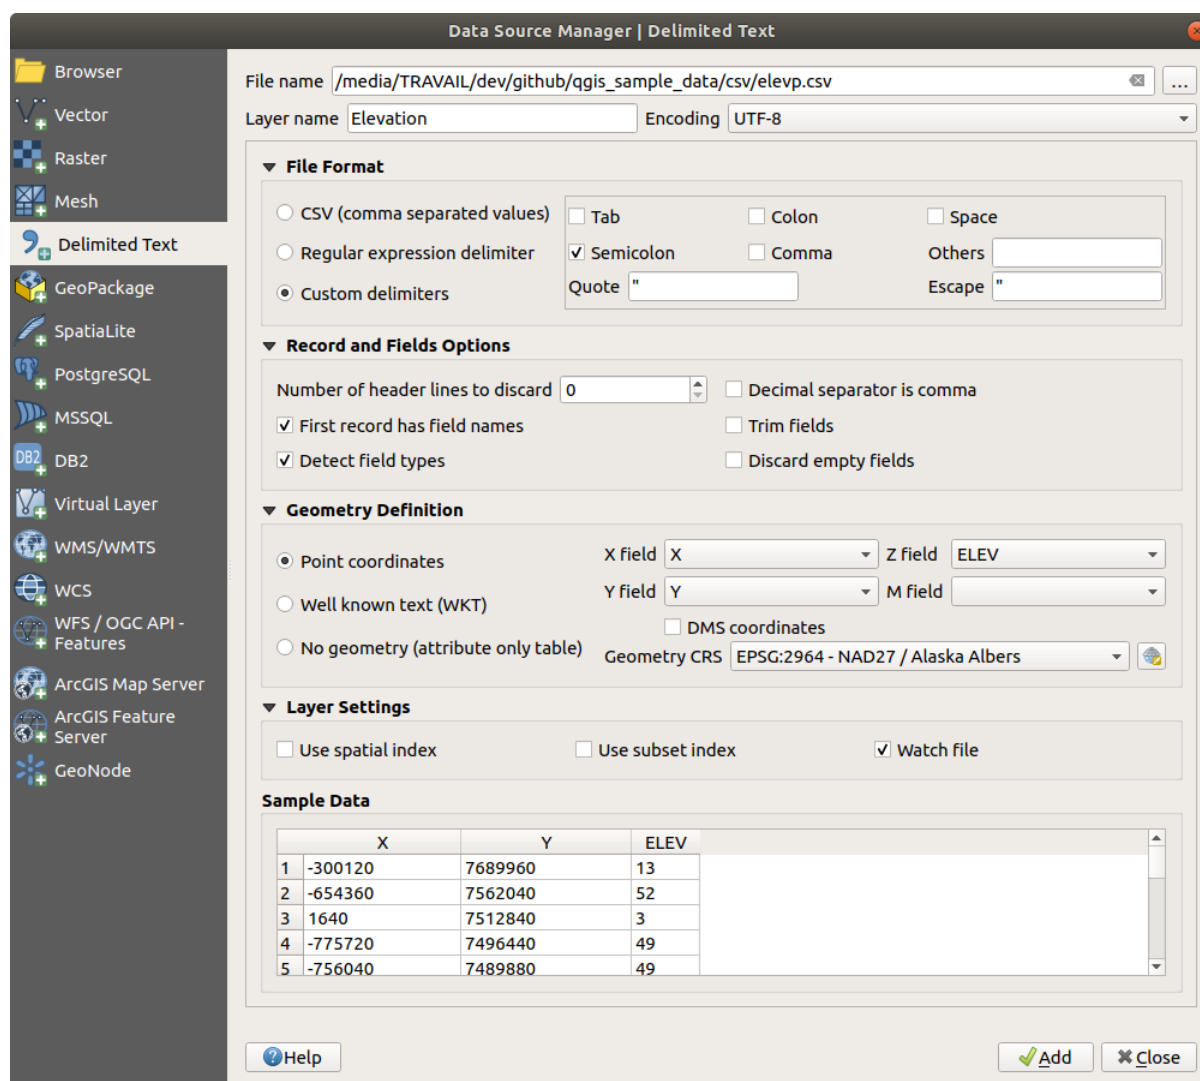 Data Source Manager | Delimited Text
Browser
Vector
Raster
Mesh
Delimited Text
GeoPackage
SpatiaLite
PostgreSQL
MSSQL
DB2
DB2
Virtual Layer
WMS/WMTS
WCS
WFS / OGC API -
Features
ArcGIS Map Server
ArcGIS Feature
Server
GeoNode
File name /media/TRAVAIL/dev/github/qgis_sample_data/csv/elevp.csv ...
Layer name Elevation Encoding UTF-8
File Format
CSV (comma separated values) Tab Colon Space
Regular expression delimiter Semicolon Comma Others
Custom delimiters Quote " Escape "
Record and Fields Options
Number of header lines to discard 0 Decimal separator is comma
First record has field names Trim fields
Detect field types Discard empty fields
Geometry Definition
Point coordinates X field X Z field ELEV
Y field Y M field
Well known text (WKT)
DMS coordinates
No geometry (attribute only table) Geometry CRS EPSG:2964 - NAD27 / Alaska Albers
Layer Settings
Use spatial index Use subset index Watch file
Sample Data
X Y ELEV
1 -300120 7689960 13
2 -654360 7562040 52
3 1640 7512840 3
4 -775720 7496440 49
5 -756040 7489880 49
Help Add Close